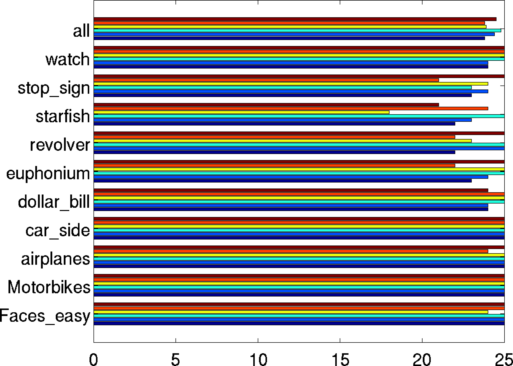 all
watch
stop_sign
starfish
revolver
euphonium
dollar_bill
car_side
airplanes
Motorbikes
Faces_easy
0 5 10 15 20 25